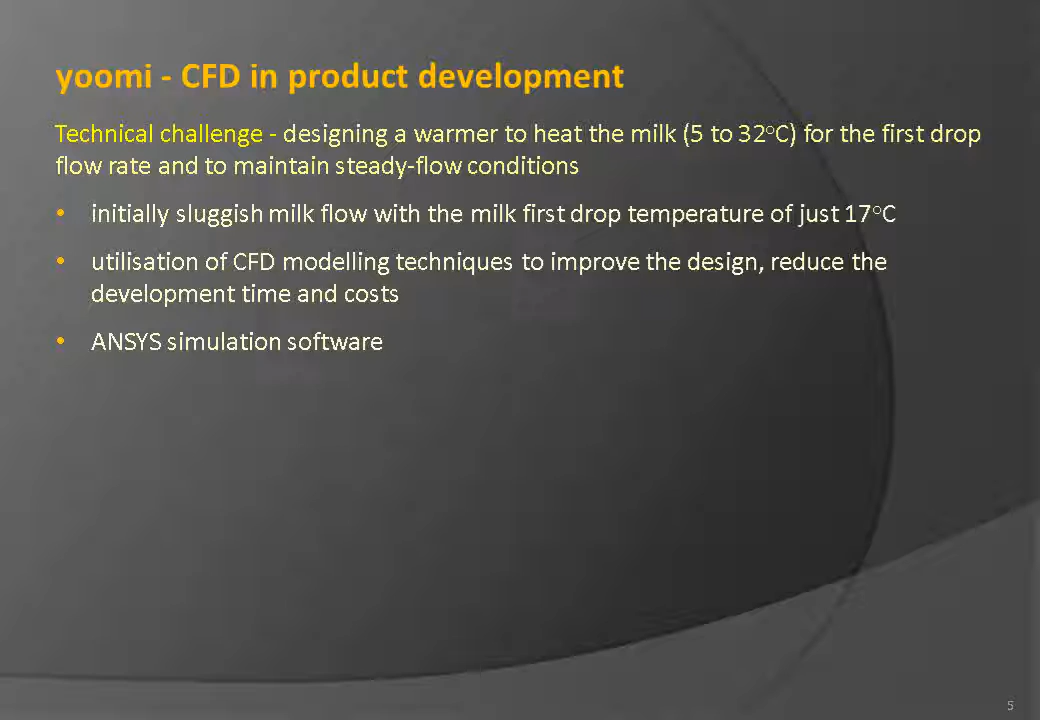 yoomi - CFD in product development
Technical challenge - designing a warmer to heat the milk (5 to 32°C) for the first drop
flow rate and to maintain steady-flow conditions
• initially sluggish milk flow with the milk first drop temperature of just 17°C
• utilisation of CFD modelling techniques to improve the design, reduce the
development time and costs
• ANSYS simulation software
5